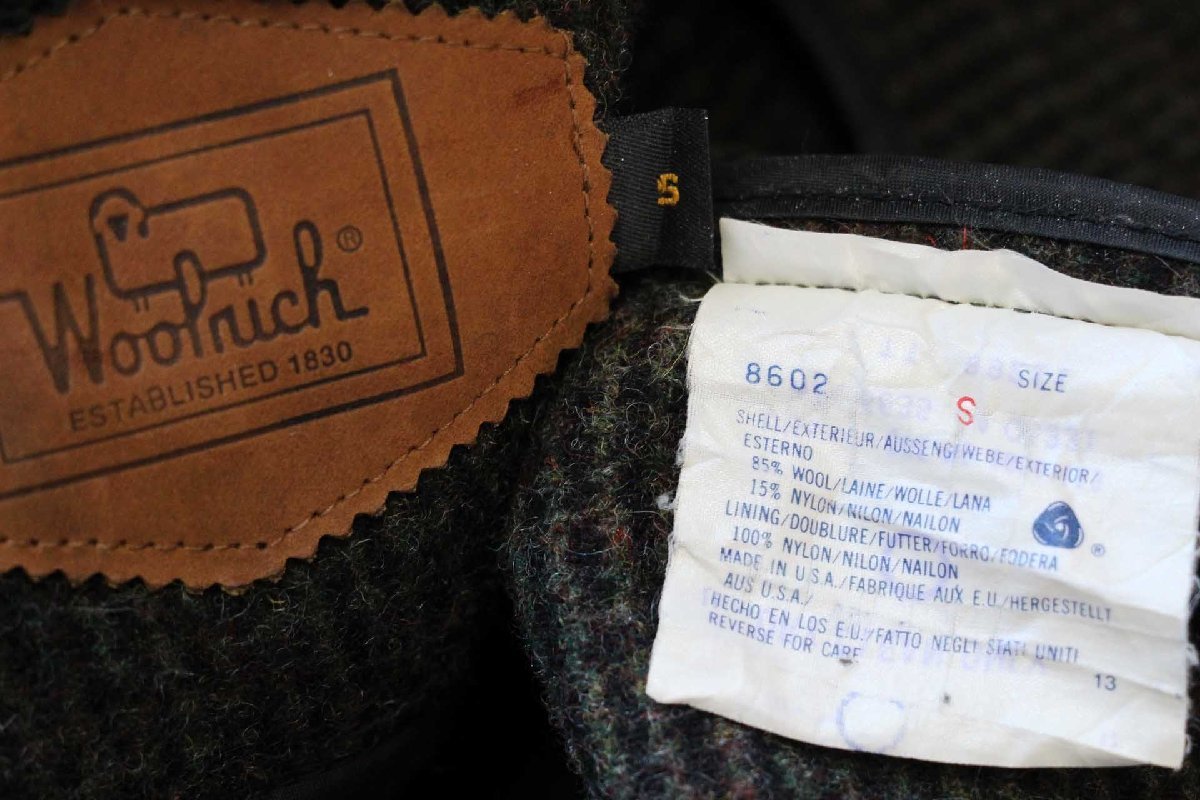 Woolrich®
ESTABLISHED 1830
S
8602
SIZE
S
SHELL/EXTERIEUR/AUSSENG/WEBE/EXTERIOR/
ESTERNO
85% WOOL/LAINE/WOLLE/LANA
15% NYLON/NILON/NAILON
LINING/DOUBLURE/FUTTER/FORRO/FODERA
100% NYLON/NILON/NAILON
®
MADE IN U.S.A./FABRIQUE AUX E.U./HERGESTELLT
AUS U.S.A./
HECHO EN LOS E.U./FATTO NEGLI STATI UNITI
REVERSE FOR CARE
13